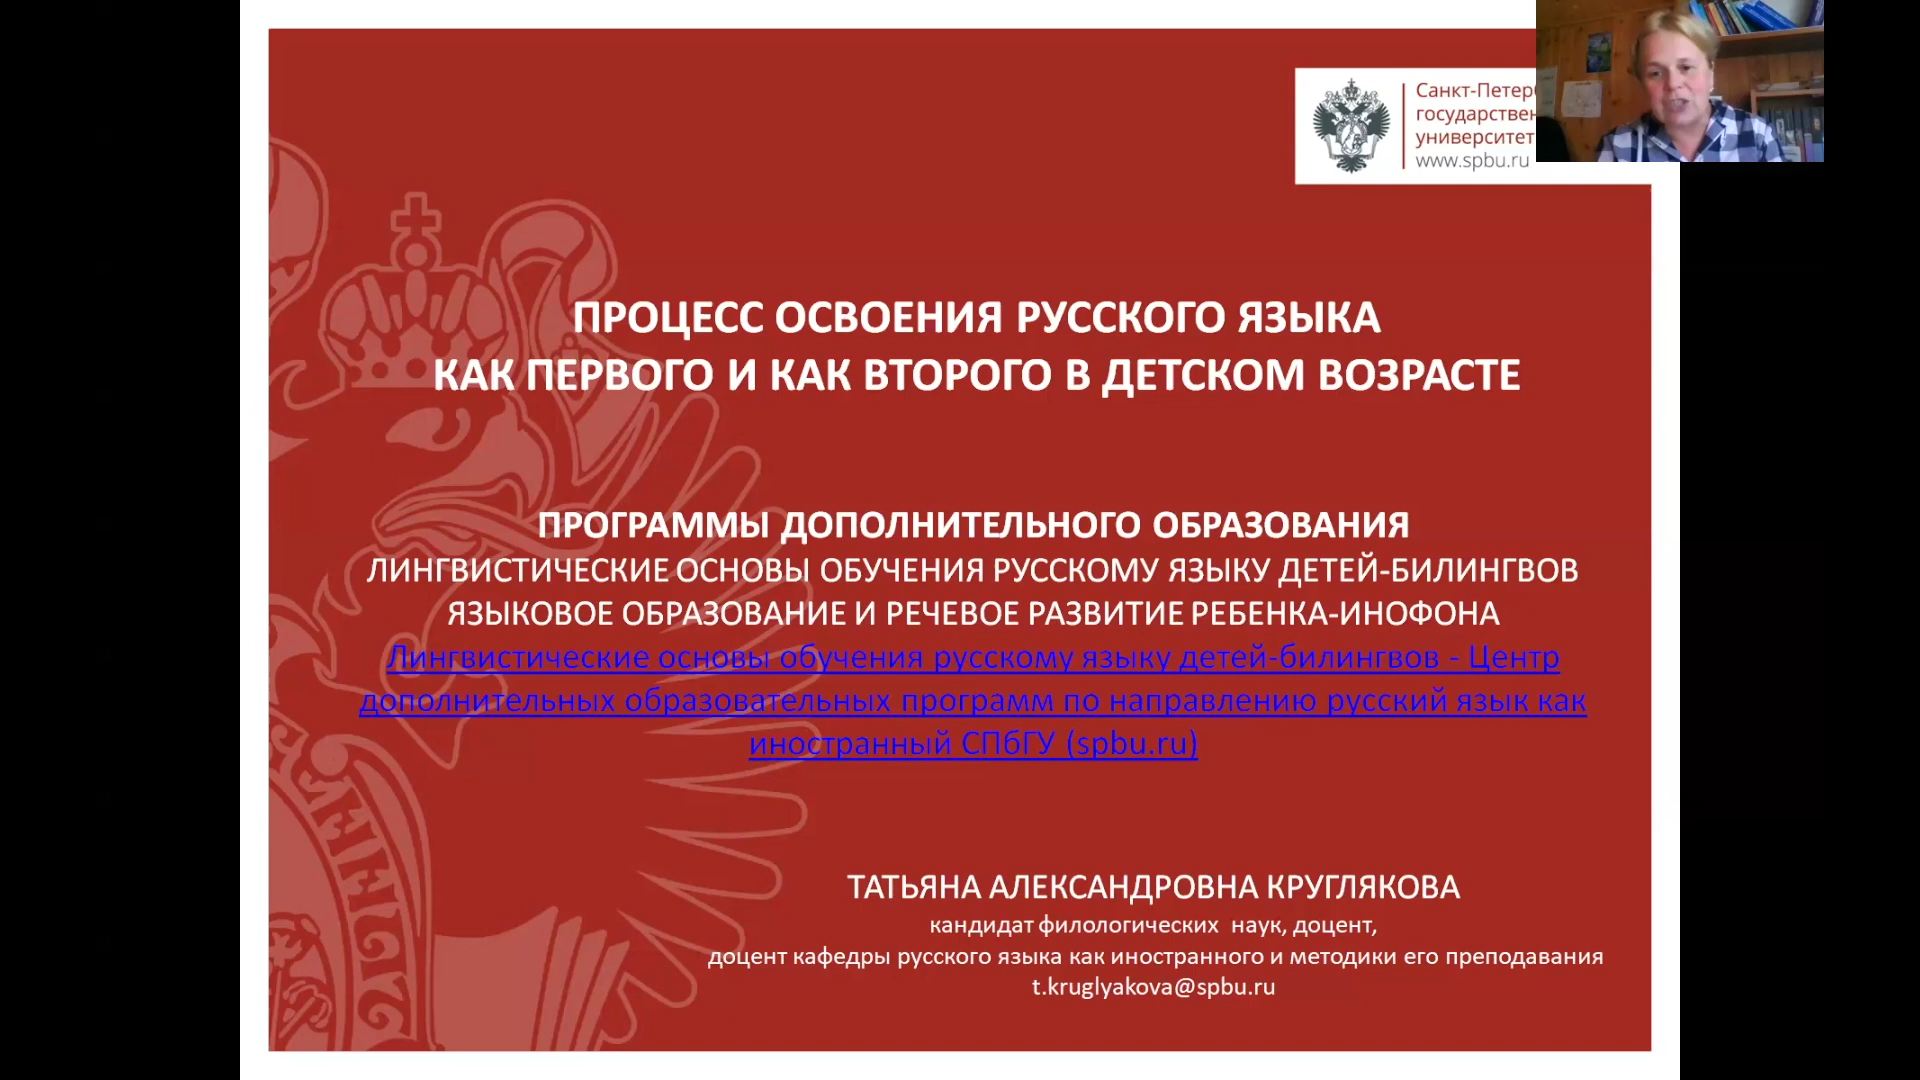 Санкт-Петер
государствен
университет
www.spbu.ru
ПРОЦЕСС ОСВОЕНИЯ РУССКОГО ЯЗЫКА
КАК ПЕРВОГО И КАК ВТОРОГО В ДЕТСКОМ ВОЗРАСТЕ
ПРОГРАММЫ ДОПОЛНИТЕЛЬНОГО ОБРАЗОВАНИЯ
ЛИНГВИСТИЧЕСКИЕ ОСНОВЫ ОБУЧЕНИЯ РУССКОМУ ЯЗЫКУ ДЕТЕЙ-БИЛИНГВОВ
ЯЗЫКОВОЕ ОБРАЗОВАНИЕ И РЕЧЕВОЕ РАЗВИТИЕ РЕБЕНКА-ИНОФОНА
Лингвистические основы обучения русскому языку детей-билингвов - Центр
дополнительных образовательных программ по направлению русский язык как
иностранный СПбГУ (spbu.ru)
ТАТЬЯНА АЛЕКСАНДРОВНА КРУГЛЯКОВА
кандидат филологических наук, доцент,
доцент кафедры русского языка как иностранного и методики его преподавания
t.kruglyakova@spbu.ru